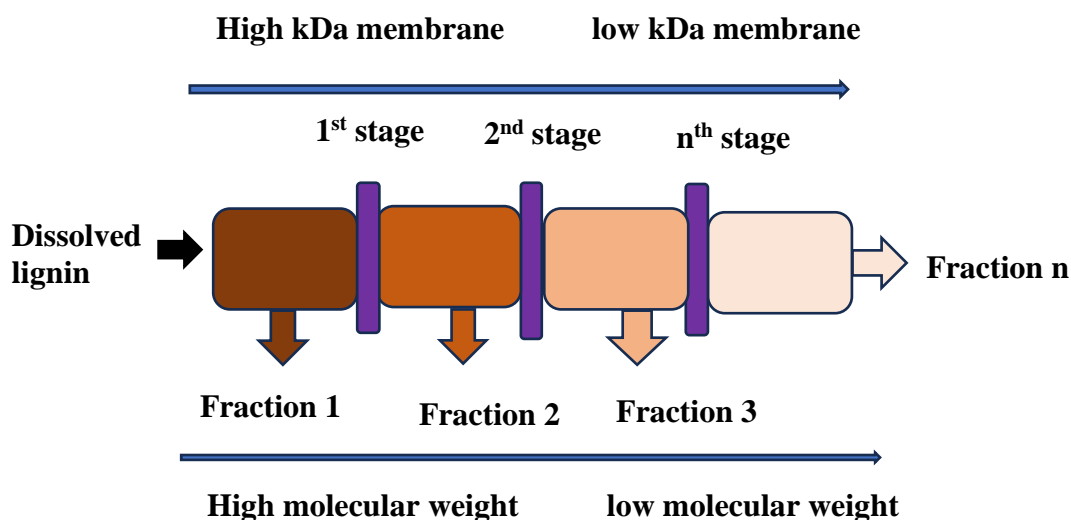 High kDa membrane
low kDa membrane
1st stage
2nd stage
nth stage
Dissolved
lignin
Fraction n
Fraction 1
Fraction 2
Fraction 3
High molecular weight
low molecular weight